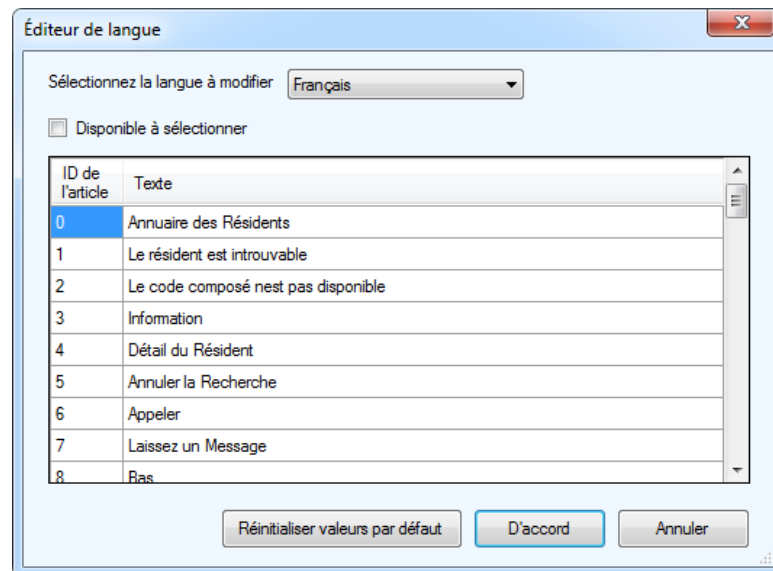 Éditeur de langue
Sélectionnez la langue à modifier Français
Disponible à sélectionner
ID de
l'article Texte
0 Annuaire des Résidents
1 Le résident est introuvable
2 Le code composé nest pas disponible
3 Information
4 Détail du Résident
5 Annuler la Recherche
6 Appeler
7 Laissez un Message
8 Bas
Réinitialiser valeurs par défaut D'accord Annuler